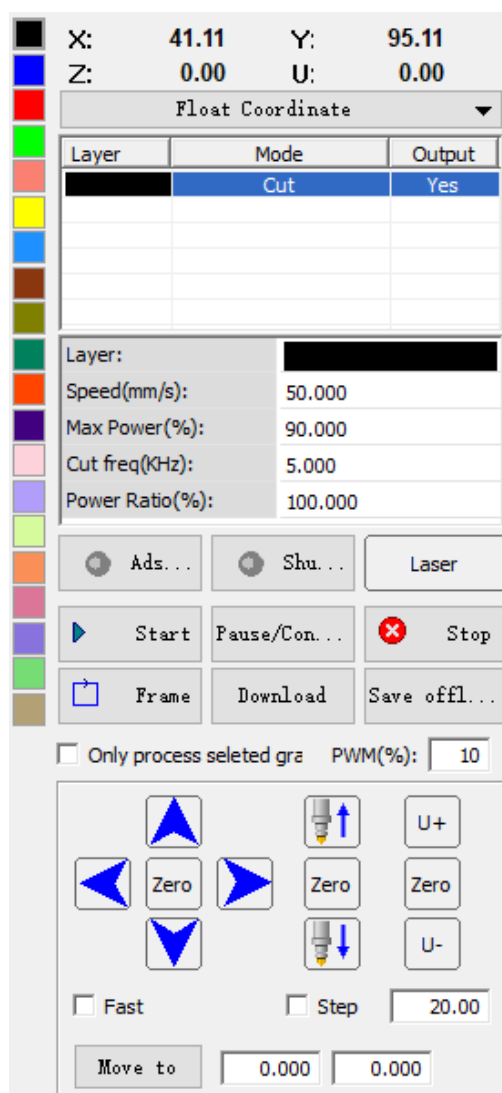 X: 41.11 Y: 95.11
Z: 0.00 U: 0.00
Float Coordinate
Layer Mode Output
Cut Yes
Layer:
Speed(mm/s): 50.000
Max Power(%): 90.000
Cut freq(KHz): 5.000
Power Ratio(%): 100.000
Ads... Shu... Laser
Start Pause/Con... Stop
Frame Download Save offl...
Only process seleted gra PWM(%): 10
U+
Zero Zero Zero
U-
Fast Step 20.00
Move to 0.000 0.000